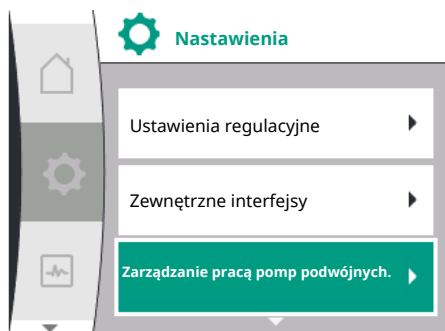 Nastawienia
Ustawienia regulacyjne
Zewnętrzne interfejsy
Zarządzanie pracą pomp podwójnych.